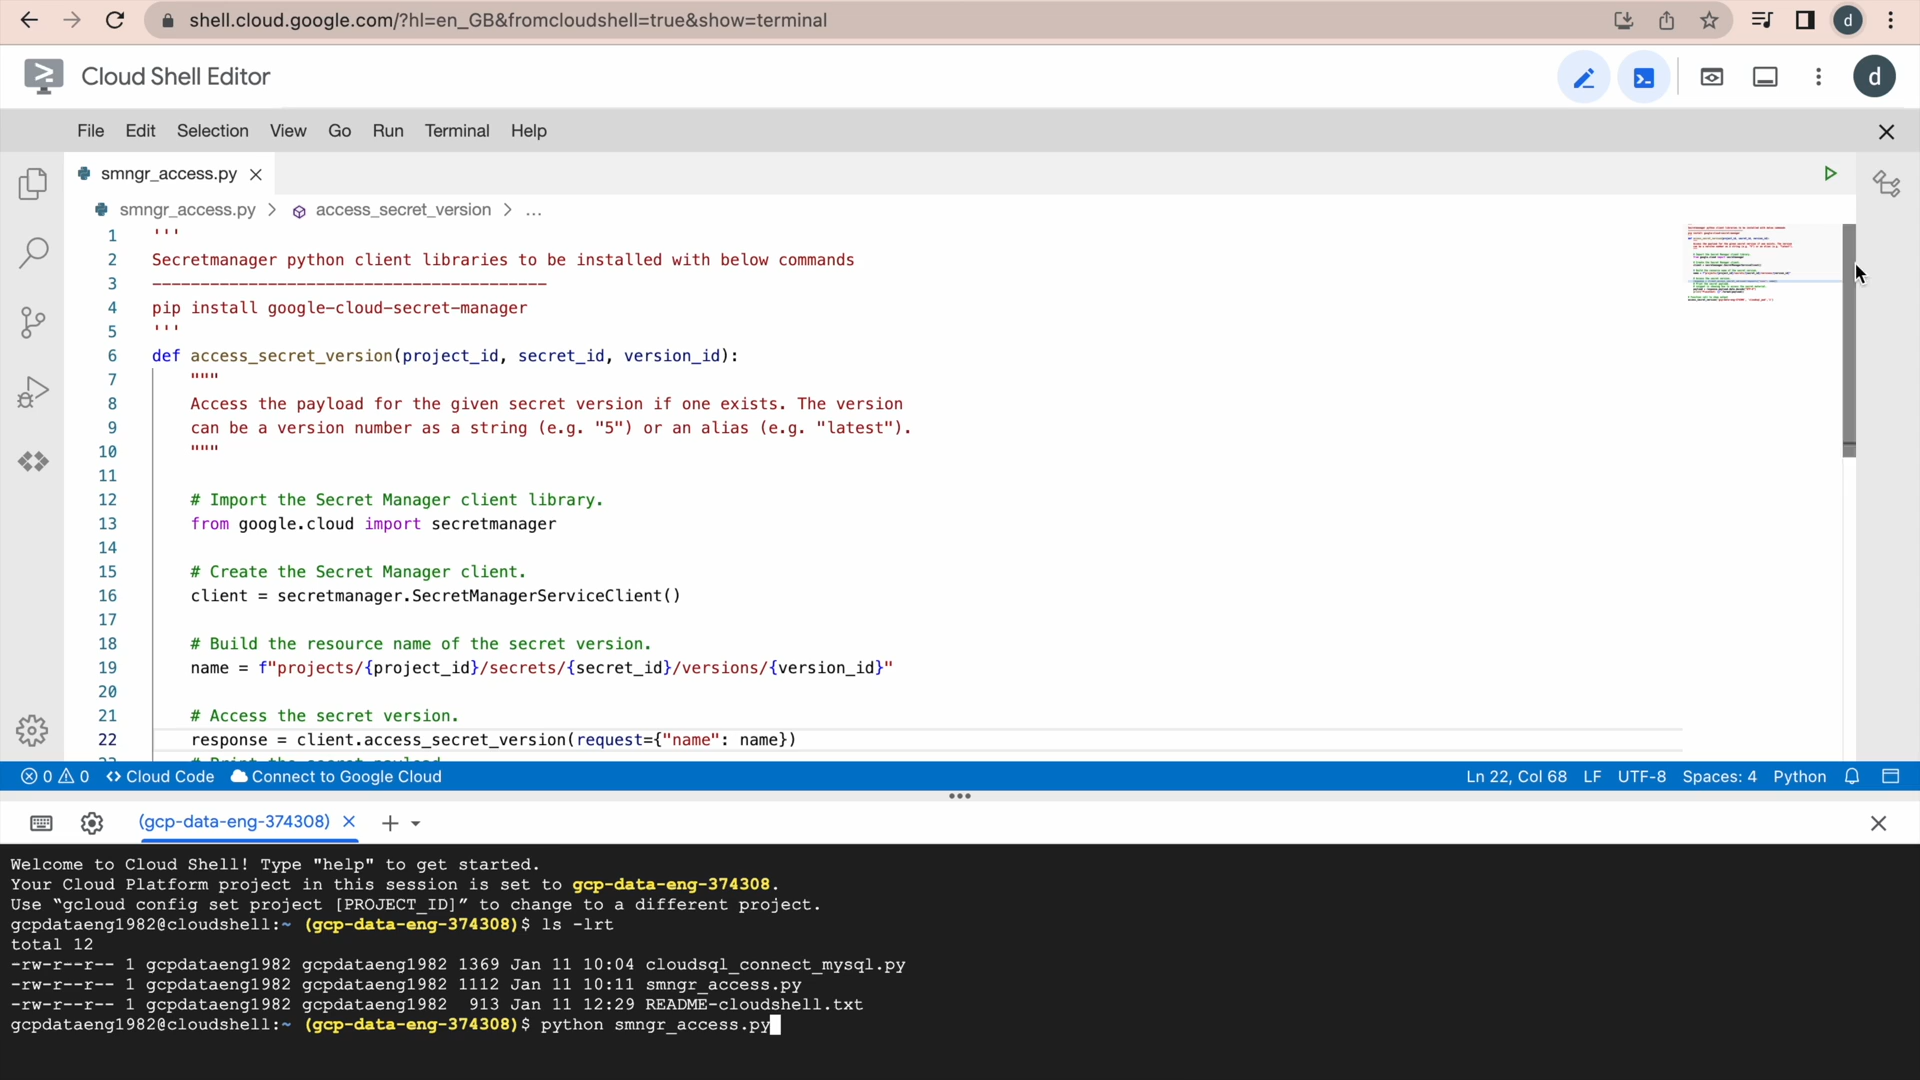 shell.cloud.google.com/?hl=en_GB&fromcloudshell=true&show=terminal
d
Cloud Shell Editor
d
File Edit Selection View Go Run Terminal Help
smngr_access.py
smngr_access.py > access_secret_version > ...
1 '''
2 Secretmanager python client libraries to be installed with below commands
3 -----------------------------------------
4 pip install google-cloud-secret-manager
5 '''
6 def access_secret_version(project_id, secret_id, version_id):
7 """
8 Access the payload for the given secret version if one exists. The version
9 can be a version number as a string (e.g. "5") or an alias (e.g. "latest").
10 """
11
12 # Import the Secret Manager client library.
13 from google.cloud import secretmanager
14
15 # Create the Secret Manager client.
16 client = secretmanager.SecretManagerServiceClient()
17
18 # Build the resource name of the secret version.
19 name = f"projects/{project_id}/secrets/{secret_id}/versions/{version_id}"
20
21 # Access the secret version.
22 response = client.access_secret_version(request={"name": name})
0 0 Cloud Code Connect to Google Cloud Ln 22, Col 68 LF UTF-8 Spaces: 4 Python
(gcp-data-eng-374308)
Welcome to Cloud Shell! Type "help" to get started.
Your Cloud Platform project in this session is set to gcp-data-eng-374308.
Use “gcloud config set project [PROJECT_ID]” to change to a different project.
gcpdataeng1982@cloudshell:~ (gcp-data-eng-374308)$ ls -lrt
total 12
-rw-r--r-- 1 gcpdataeng1982 gcpdataeng1982 1369 Jan 11 10:04 cloudsql_connect_mysql.py
-rw-r--r-- 1 gcpdataeng1982 gcpdataeng1982 1112 Jan 11 10:11 smngr_access.py
-rw-r--r-- 1 gcpdataeng1982 gcpdataeng1982 913 Jan 11 12:29 README-cloudshell.txt
gcpdataeng1982@cloudshell:~ (gcp-data-eng-374308)$ python smngr_access.py